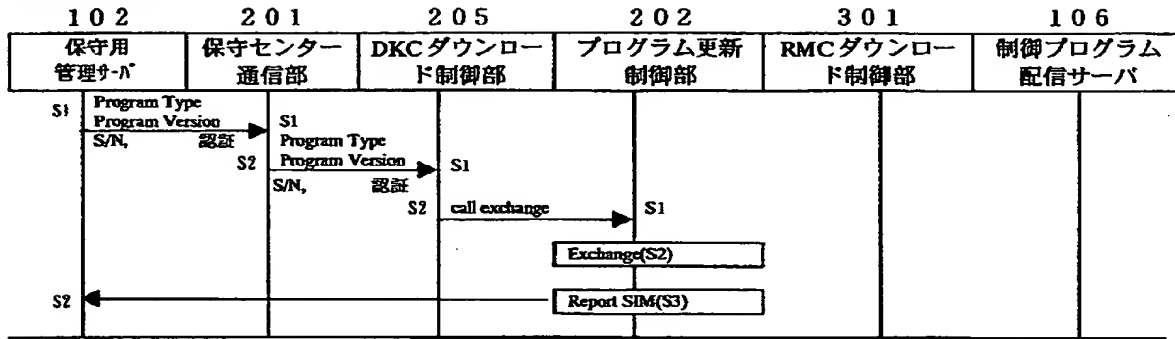 102 201 205 202 301 106
保守用 保守センター DKCダウンロー プログラム更新 RMCダウンロー 制御プログラム
管理サーバ 通信部 ド制御部 制御部 ド制御部 配信サーバ
S1 Program Type
Program Version S1
S/N, 認証 Program Type
S2 Program Version S1
S/N, 認証
S2 call exchange S1
Exchange(S2)
S2 Report SIM(S3)